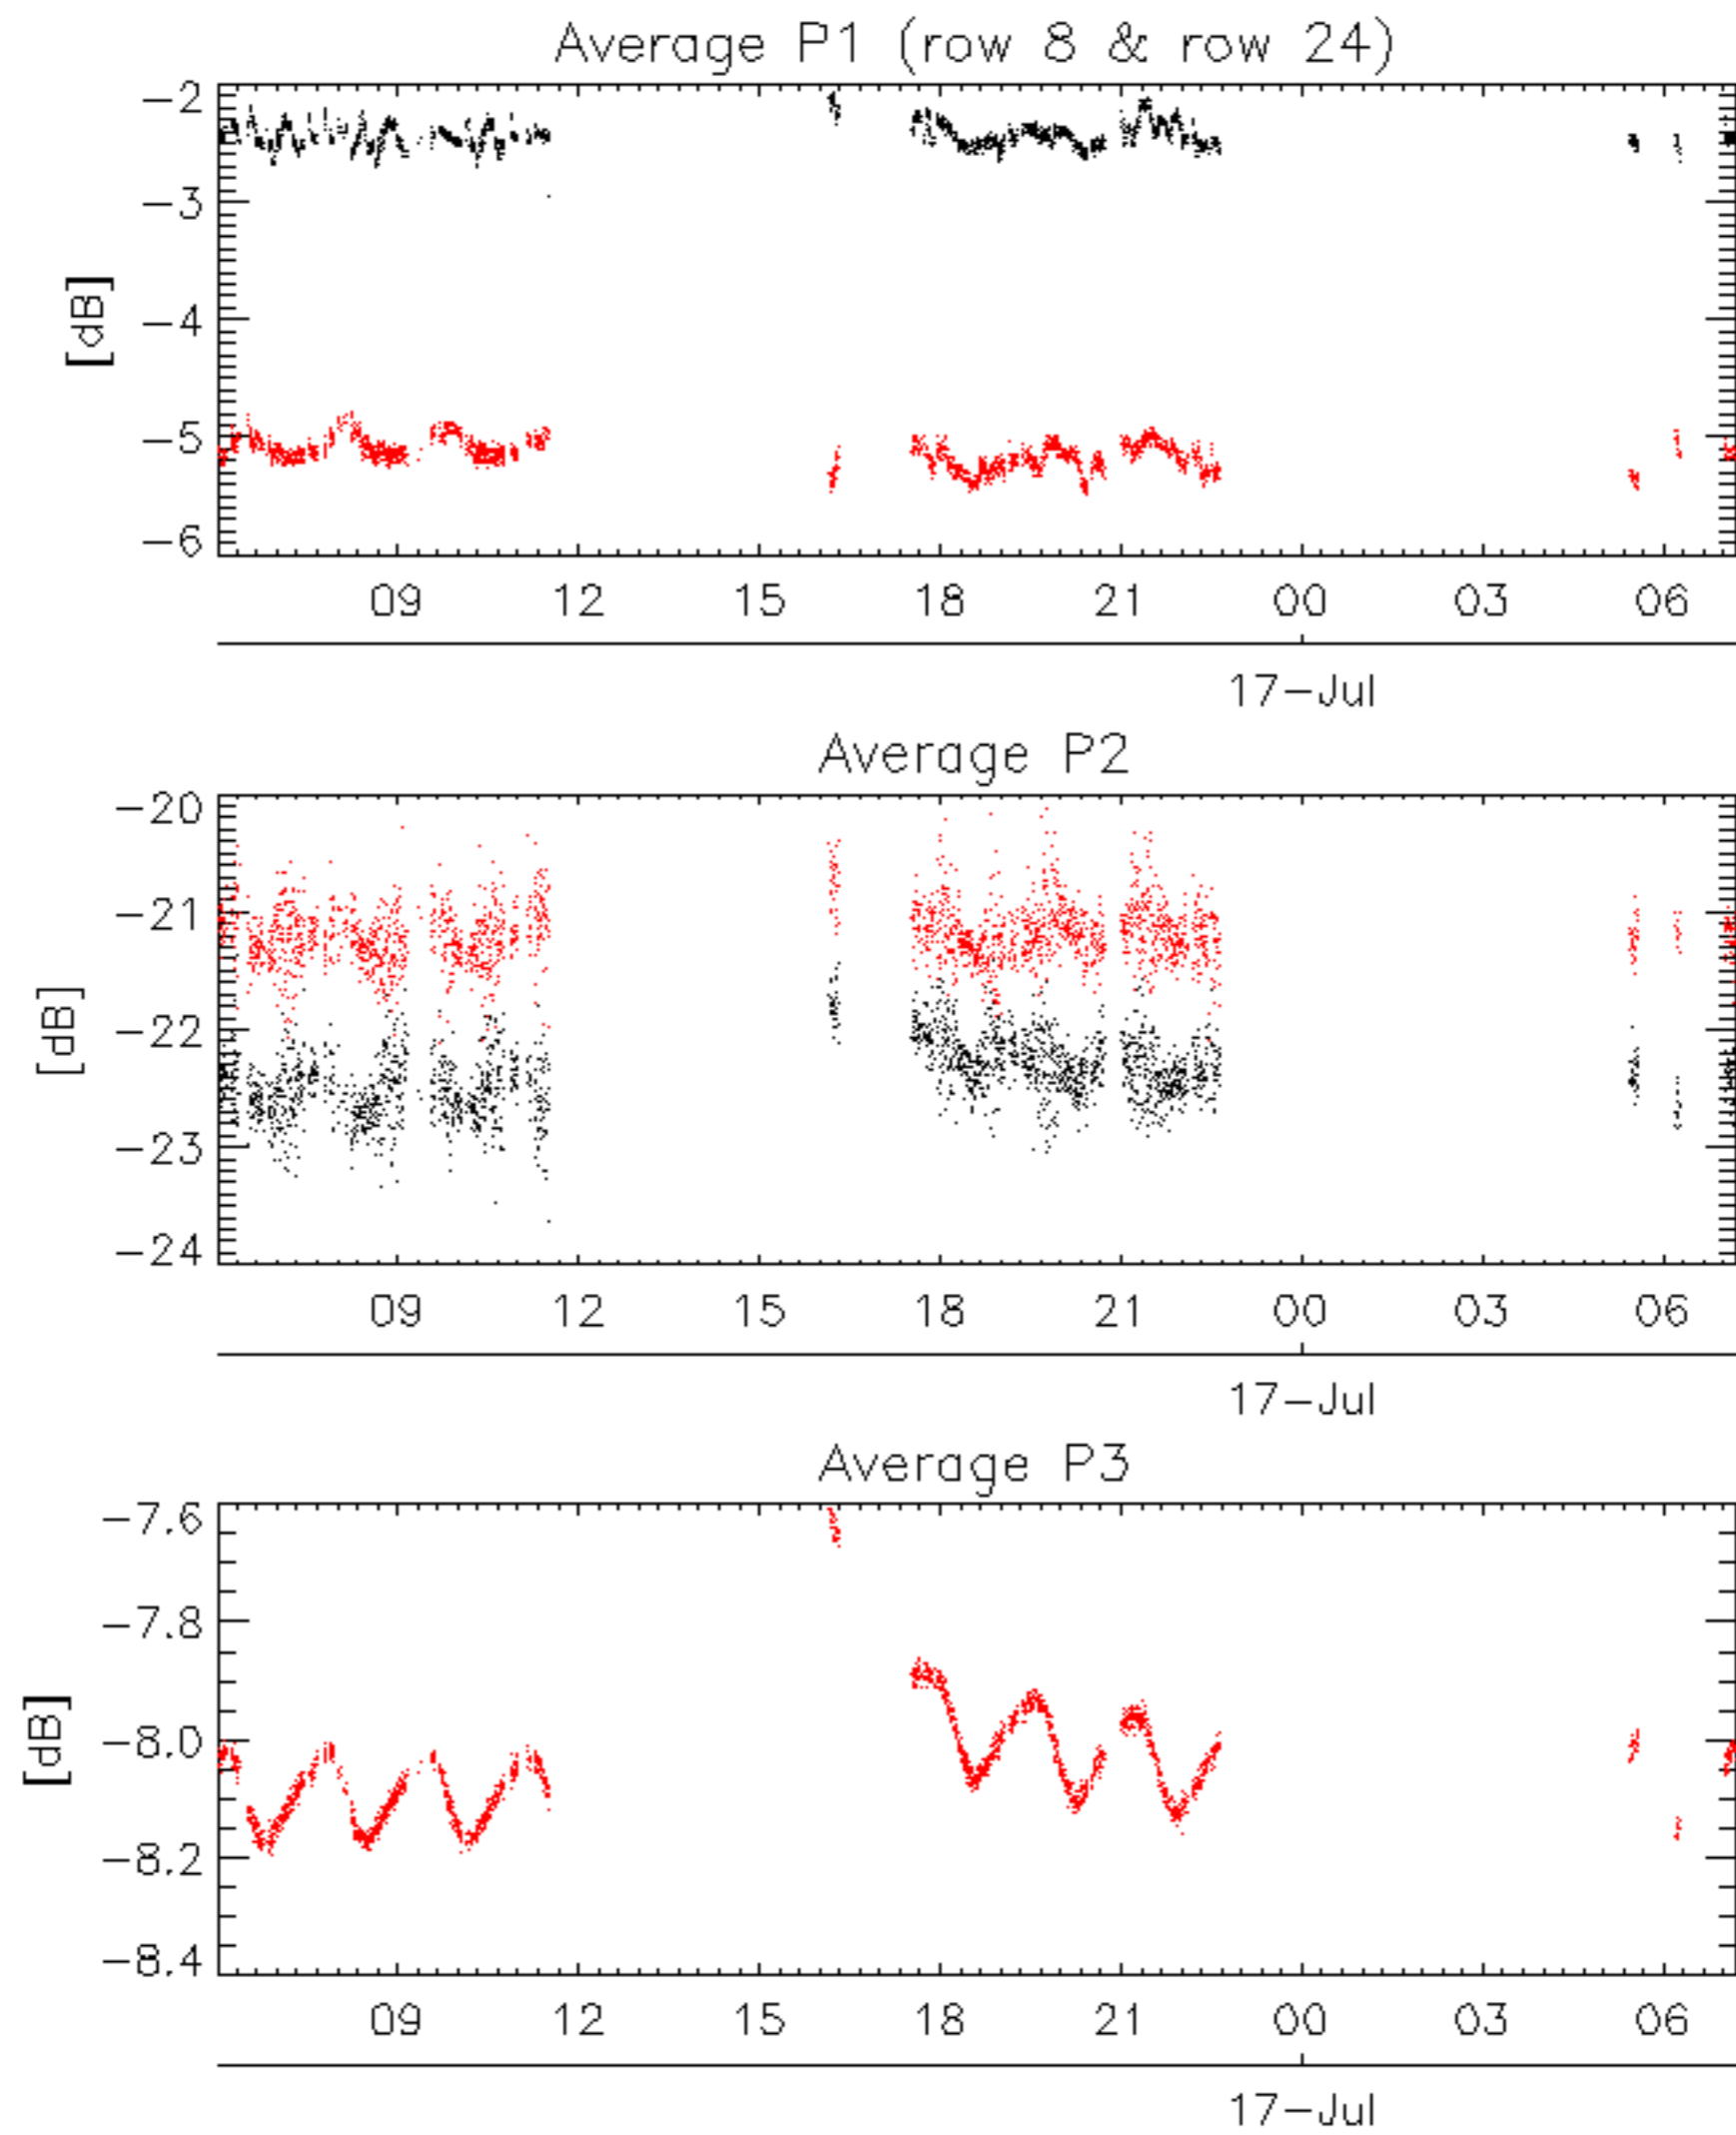 Average P1 (row 8 & row 24)
−2
−3
−4
−5
−6
[dB]
09 12 15 18 21 00 03 06
17−Jul
Average P2
−20
−21
−22
−23
−24
[dB]
09 12 15 18 21 00 03 06
17−Jul
Average P3
−7.6
−7.8
−8.0
−8.2
−8.4
[dB]
09 12 15 18 21 00 03 06
17−Jul